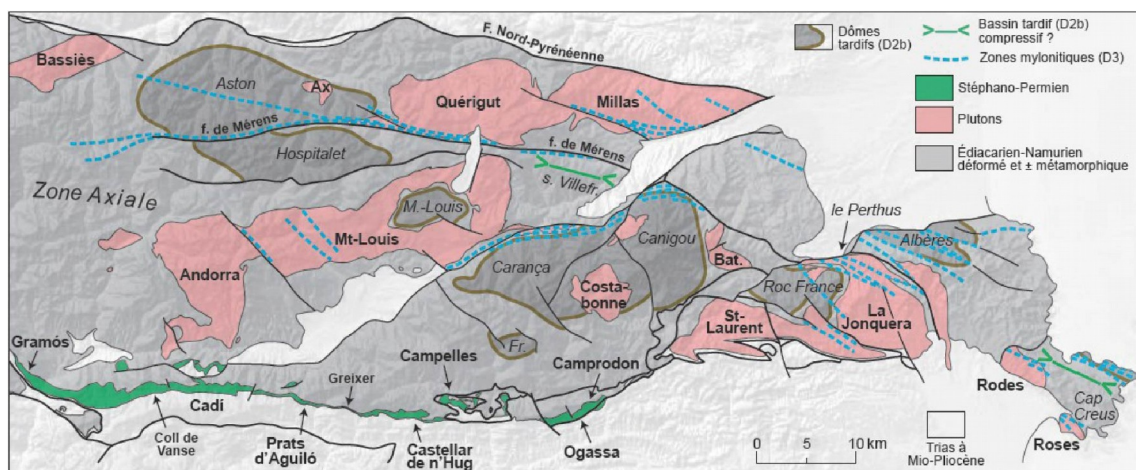 F. Nord-Pyrénéenne
Bassiès
Aston
Ax
Quérigut
Millas
f. de Mérens
f. de Mérens
Hospitalet
s. Villefr.
Zone Axiale
M.-Louis
Mt-Louis
Andorra
Canigou
Carança
Costa-
bonne
Bat.
le Perthus
Albères
Roc France
St-
Laurent
La
Jonquera
Fr.
Gramós
Campelles
Camprodon
Greixer
Cadí
Coll de
Vanse
Prats
d'Aguiló
Castellar
de n'Hug
Ogassa
Rodes
Cap
Creus
Roses
0 5 10 km
Dômes
tardifs (D2b)
Bassin tardif (D2b)
compressif ?
Zones mylonitiques (D3)
Stéphano-Permien
Plutons
Édiacarien-Namurien
déformé et ± métamorphique
Trias à
Mio-Pliocène